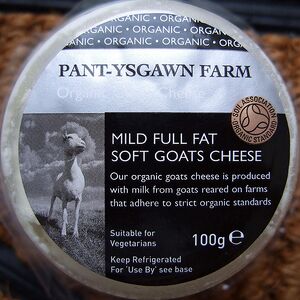 ORGANIC • ORGANIC • ORGANIC
ORGANIC • ORGANIC • ORGANIC
PANT-YSGAWN FARM
Organic Goats Cheese
SOIL ASSOCIATION
ORGANIC STANDARD
MILD FULL FAT
SOFT GOATS CHEESE
Our organic goats cheese is produced
with milk from goats reared on farms
that adhere to strict organic standards
Suitable for
Vegetarians
100g e
Keep Refrigerated
For 'Use By' see base